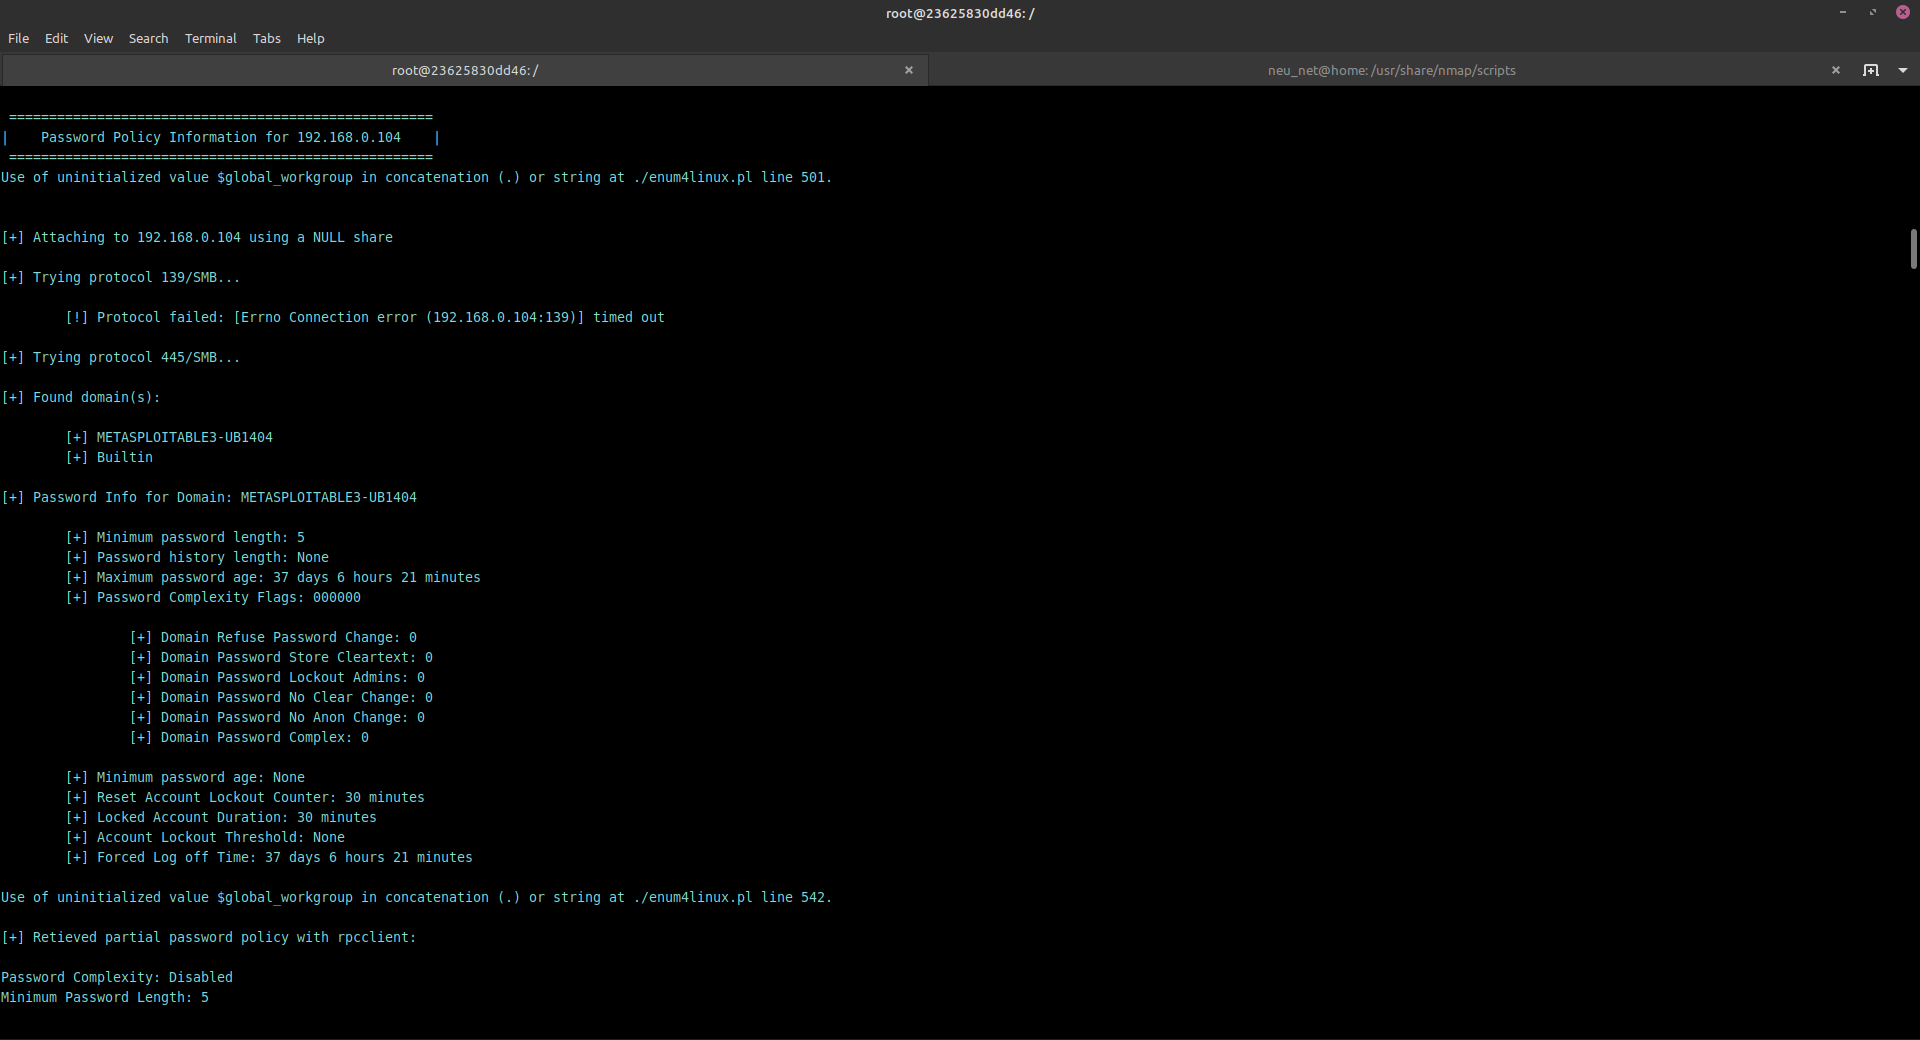 root@23625830dd46: /
File Edit View Search Terminal Tabs Help
root@23625830dd46: / × neu_net@home: /usr/share/nmap/scripts ×
=====================================================
| Password Policy Information for 192.168.0.104 |
=====================================================
Use of uninitialized value $global_workgroup in concatenation (.) or string at ./enum4linux.pl line 501.
[+] Attaching to 192.168.0.104 using a NULL share
[+] Trying protocol 139/SMB...
[!] Protocol failed: [Errno Connection error (192.168.0.104:139)] timed out
[+] Trying protocol 445/SMB...
[+] Found domain(s):
[+] METASPLOITABLE3-UB1404
[+] Builtin
[+] Password Info for Domain: METASPLOITABLE3-UB1404
[+] Minimum password length: 5
[+] Password history length: None
[+] Maximum password age: 37 days 6 hours 21 minutes
[+] Password Complexity Flags: 000000
[+] Domain Refuse Password Change: 0
[+] Domain Password Store Cleartext: 0
[+] Domain Password Lockout Admins: 0
[+] Domain Password No Clear Change: 0
[+] Domain Password No Anon Change: 0
[+] Domain Password Complex: 0
[+] Minimum password age: None
[+] Reset Account Lockout Counter: 30 minutes
[+] Locked Account Duration: 30 minutes
[+] Account Lockout Threshold: None
[+] Forced Log off Time: 37 days 6 hours 21 minutes
Use of uninitialized value $global_workgroup in concatenation (.) or string at ./enum4linux.pl line 542.
[+] Retieved partial password policy with rpcclient:
Password Complexity: Disabled
Minimum Password Length: 5